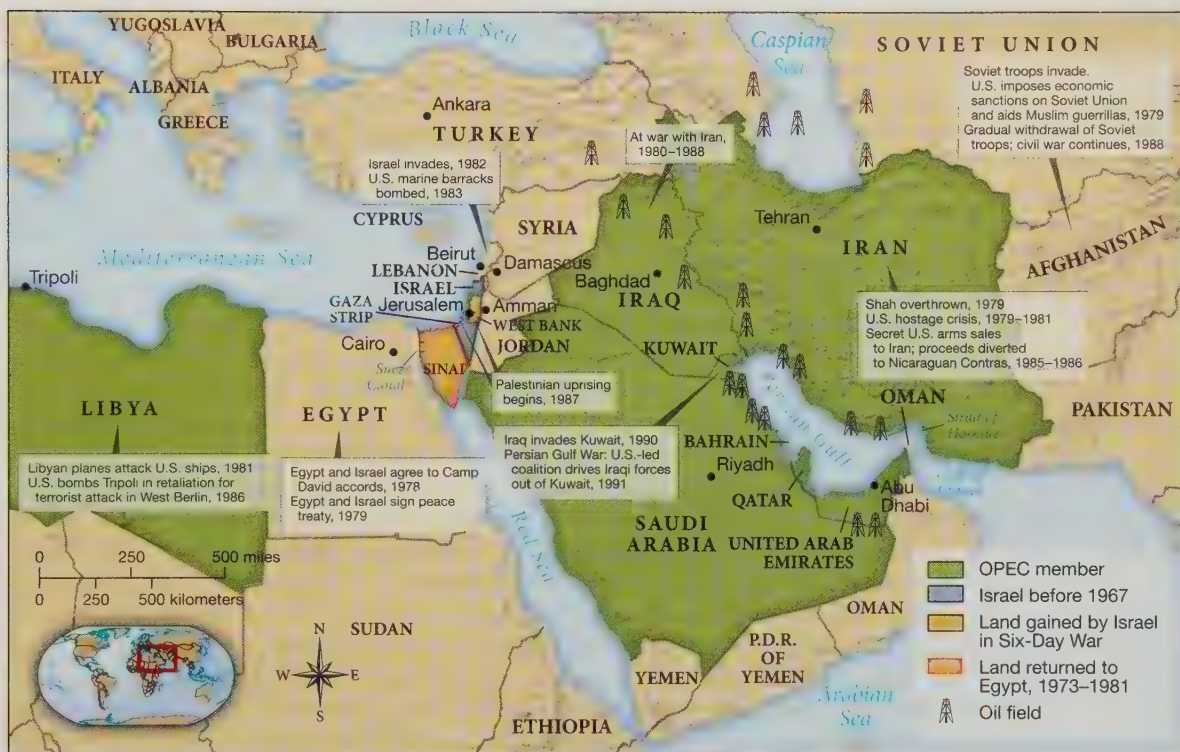 YUGOSLAVIA
BULGARIA
Black Sea
Caspian
Sea
SOVIET UNION
ITALY
ALBANIA
GREECE
Ankara
TURKEY
Soviet troops invade.
U.S. imposes economic
sanctions on Soviet Union
and aids Muslim guerrillas, 1979
Gradual withdrawal of Soviet
troops; civil war continues, 1988
At war with Iran,
1980–1988
Israel invades, 1982
U.S. marine barracks
bombed, 1983
CYPRUS
SYRIA
Tehran
IRAN
AFGHANISTAN
Mediterranean Sea
Tripoli
Beirut
LEBANON
Damascus
ISRAEL
Baghdad
IRAQ
GAZA
STRIP
Jerusalem
Amman
WEST BANK
JORDAN
Shah overthrown, 1979
U.S. hostage crisis, 1979–1981
Secret U.S. arms sales
to Iran; proceeds diverted
to Nicaraguan Contras, 1985–1986
Cairo
Suez
Canal
SINAI
KUWAIT
Palestinian uprising
begins, 1987
LIBYA
EGYPT
OMAN
Strait of
Hormuz
PAKISTAN
Persian Gulf
Iraq invades Kuwait, 1990
Persian Gulf War: U.S.-led
coalition drives Iraqi forces
out of Kuwait, 1991
BAHRAIN
Riyadh
QATAR
Abu
Dhabi
Libyan planes attack U.S. ships, 1981
U.S. bombs Tripoli in retaliation for
terrorist attack in West Berlin, 1986
Egypt and Israel agree to Camp
David accords, 1978
Egypt and Israel sign peace
treaty, 1979
Red Sea
SAUDI
ARABIA
UNITED ARAB
EMIRATES
0 250 500 miles
0 250 500 kilometers
OPEC member
Israel before 1967
Land gained by Israel
in Six-Day War
Land returned to
Egypt, 1973–1981
Oil field
OMAN
SUDAN
N
W E
S
P.D.R.
OF
YEMEN
YEMEN
Arabian
Sea
ETHIOPIA